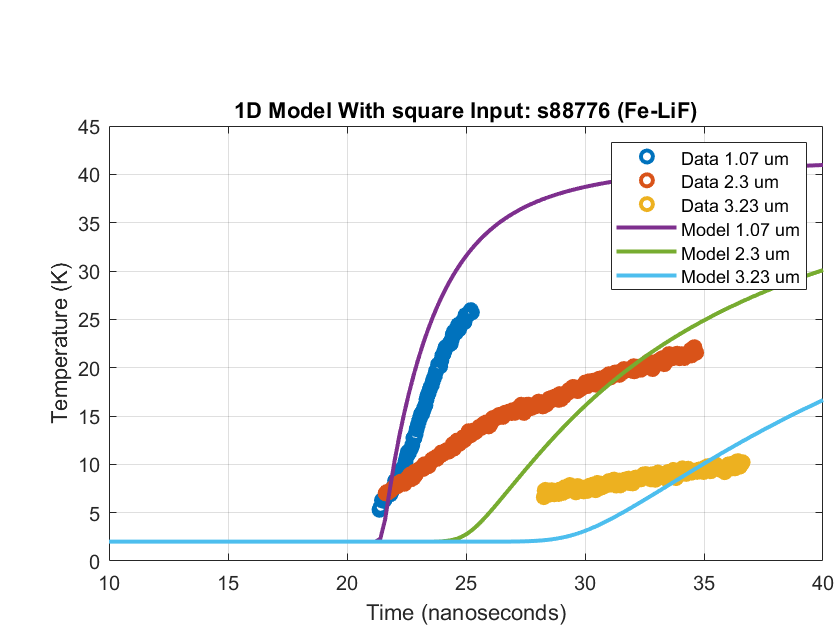 1D Model With square Input: s88776 (Fe-LiF)
45
40
35
30
25
20
15
10
5
0
Temperature (K)
Data 1.07 um
Data 2.3 um
Data 3.23 um
Model 1.07 um
Model 2.3 um
Model 3.23 um
10 15 20 25 30 35 40
Time (nanoseconds)